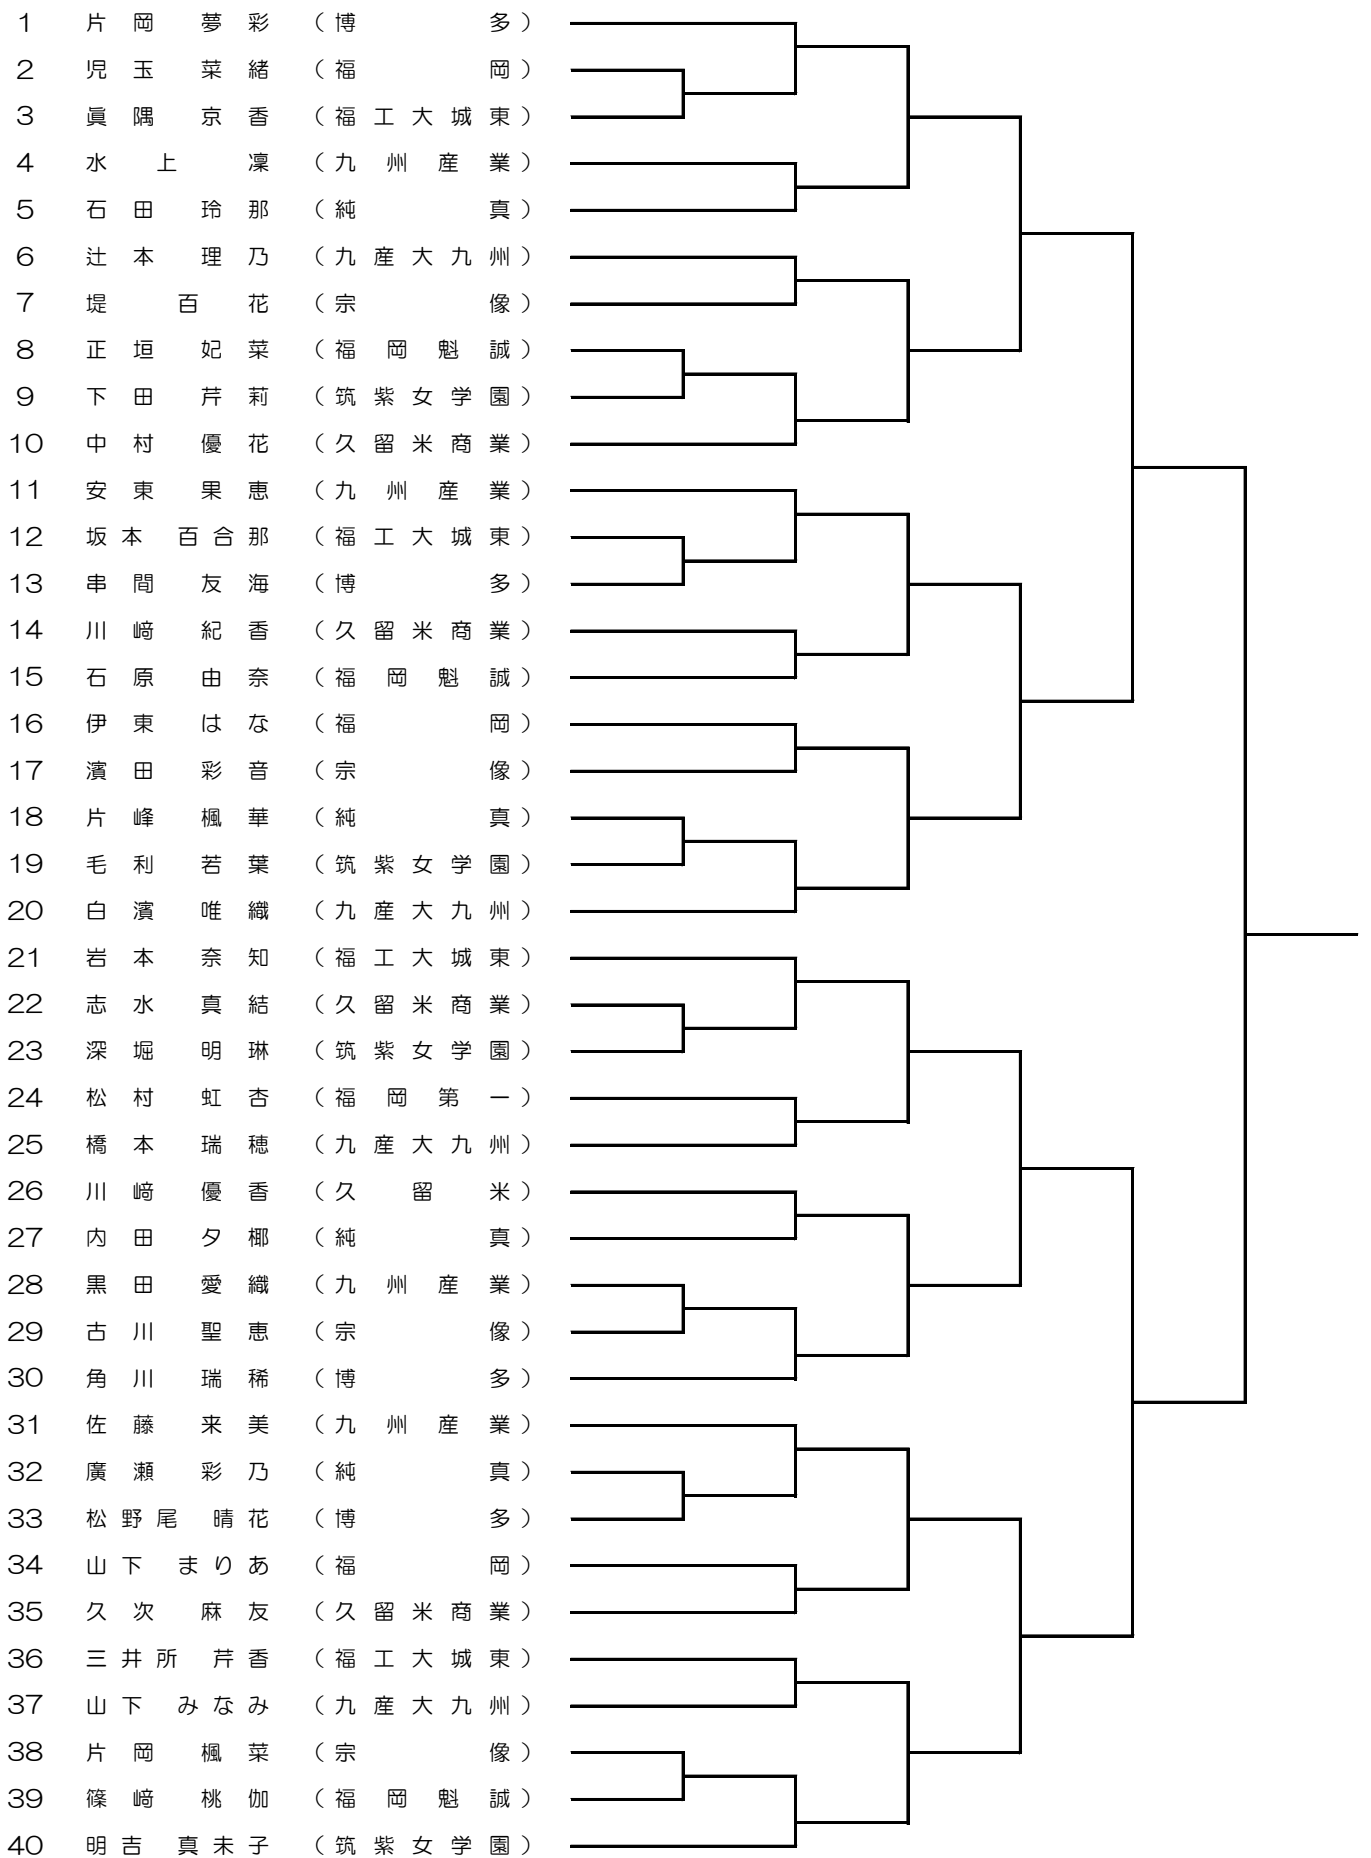 1 片岡 夢彩 （博多）
2 児玉 菜緒 （福岡）
3 眞隅 京香 （福工大城東）
4 水上 凜 （九州産業）
5 石田 玲那 （純真）
6 辻本 理乃 （九産大九州）
7 堤 百花 （宗像）
8 正垣 妃菜 （福岡魁誠）
9 下田 芹莉 （筑紫女学園）
10 中村 優花 （久留米商業）
11 安東 果恵 （九州産業）
12 坂本 百合那 （福工大城東）
13 串間 友海 （博多）
14 川﨑 紀香 （久留米商業）
15 石原 由奈 （福岡魁誠）
16 伊東 はな （福岡）
17 濱田 彩音 （宗像）
18 片峰 楓華 （純真）
19 毛利 若葉 （筑紫女学園）
20 白濱 唯織 （九産大九州）
21 岩本 奈知 （福工大城東）
22 志水 真結 （久留米商業）
23 深堀 明琳 （筑紫女学園）
24 松村 虹杏 （福岡第一）
25 橋本 瑞穂 （九産大九州）
26 川﨑 優香 （久留米）
27 内田 夕椰 （純真）
28 黒田 愛織 （九州産業）
29 古川 聖恵 （宗像）
30 角川 瑞稀 （博多）
31 佐藤 来美 （九州産業）
32 廣瀬 彩乃 （純真）
33 松野尾 晴花 （博多）
34 山下 まりあ （福岡）
35 久次 麻友 （久留米商業）
36 三井所 芹香 （福工大城東）
37 山下 みなみ （九産大九州）
38 片岡 楓菜 （宗像）
39 篠﨑 桃伽 （福岡魁誠）
40 明吉 真未子 （筑紫女学園）